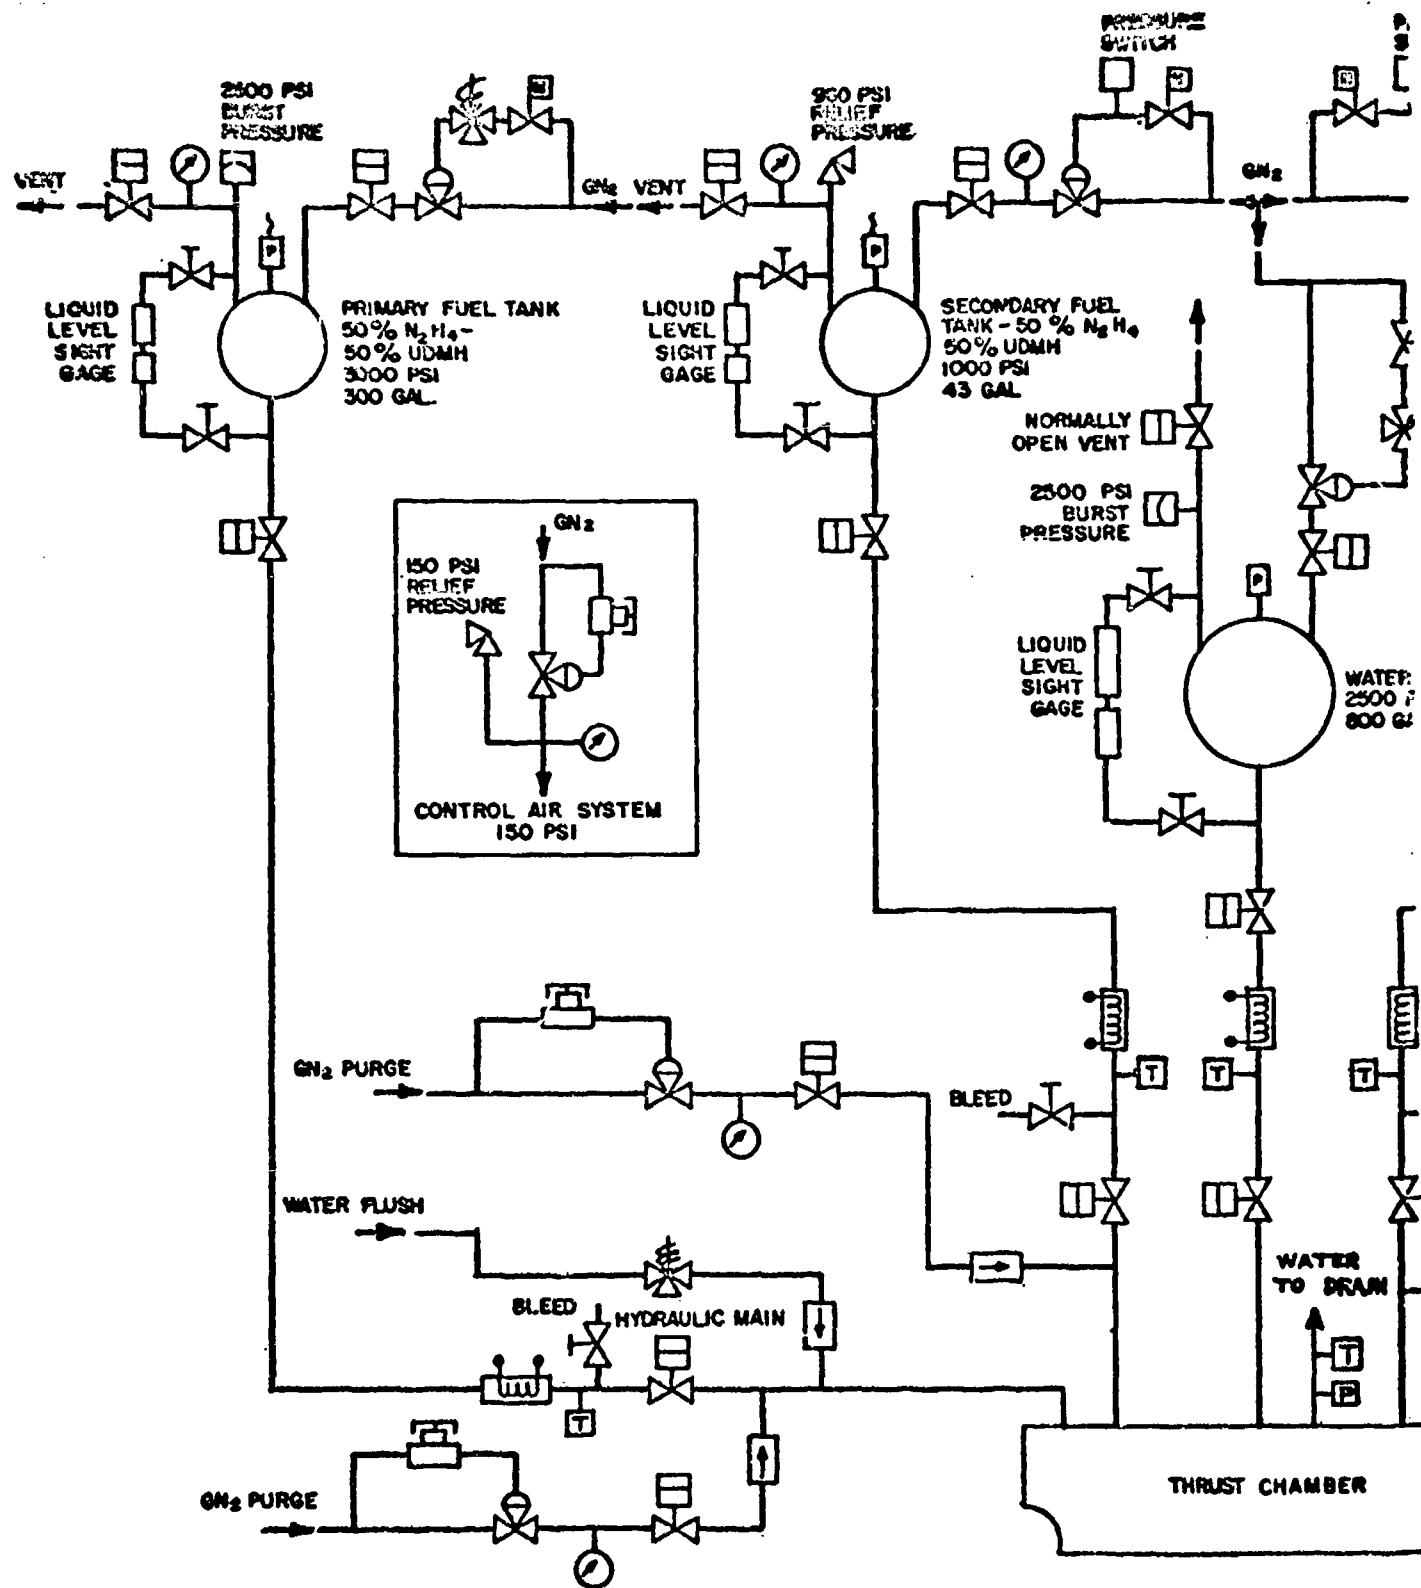 PRESSURE
SWITCH
2500 PSI
BURST
PRESSURE
900 PSI
RELIEF
PRESSURE
VENT
GN2
VENT
GN2
P
P
LIQUID
LEVEL
SIGHT
GAGE
PRIMARY FUEL TANK
50% N2H4-
50% UDMH
3000 PSI
300 GAL.
LIQUID
LEVEL
SIGHT
GAGE
SECONDARY FUEL
TANK - 50% N2H4
50% UDMH
1000 PSI
43 GAL
NORMALLY
OPEN VENT
2500 PSI
BURST
PRESSURE
GN2
150 PSI
RELIEF
PRESSURE
CONTROL AIR SYSTEM
150 PSI
P
LIQUID
LEVEL
SIGHT
GAGE
WATER
2500
800
GN2 PURGE
T
T
T
BLEED
WATER FLUSH
WATER
TO DRAIN
BLEED
HYDRAULIC MAIN
T
P
T
GN2 PURGE
THRUST CHAMBER